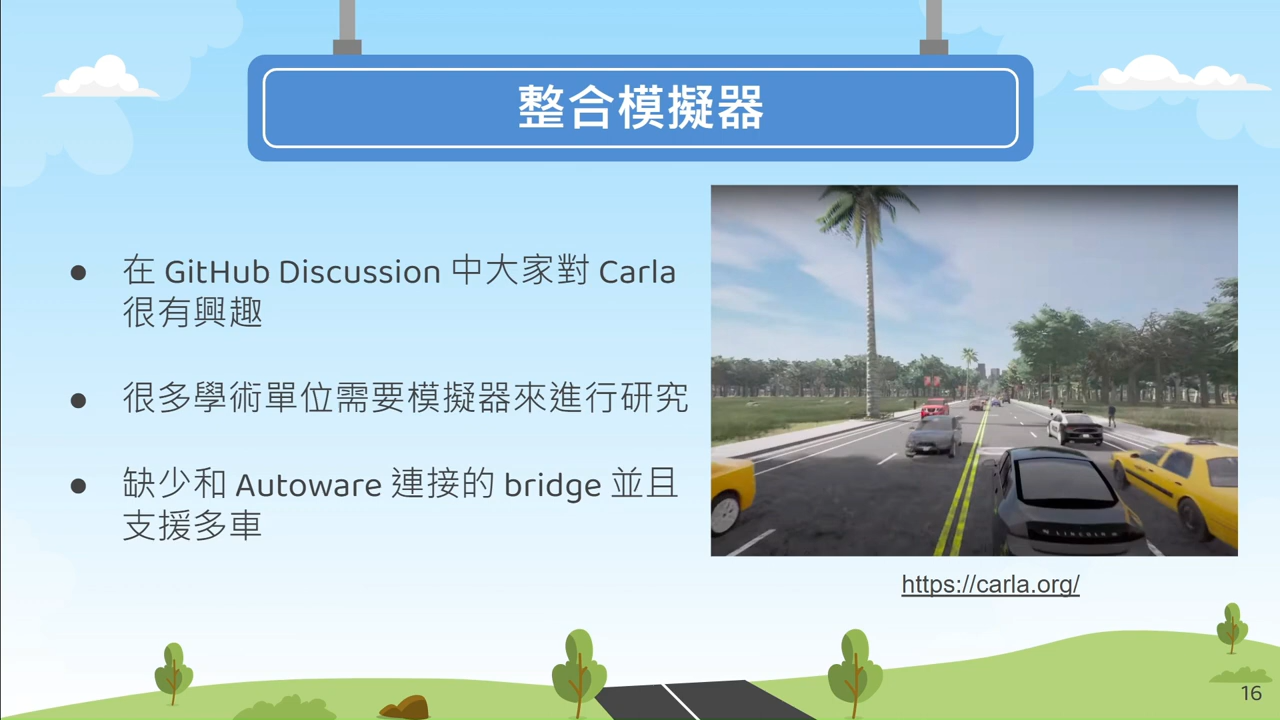 整合模擬器
● 在 GitHub Discussion 中大家對 Carla
很有興趣
● 很多學術單位需要模擬器來進行研究
● 缺少和 Autoware 連接的 bridge 並且
支援多車
LINCOLN
https://carla.org/
16